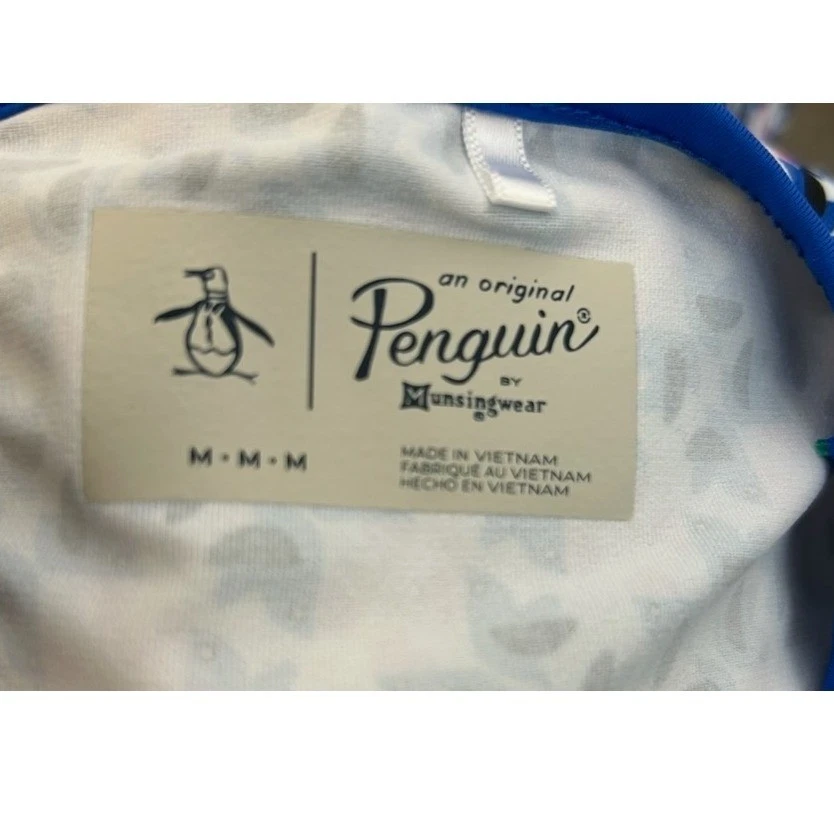 an original
Penguin®
BY
Munsingwear®
M • M • M
MADE IN VIETNAM
FABRIQUÉ AU VIETNAM
HECHO EN VIETNAM